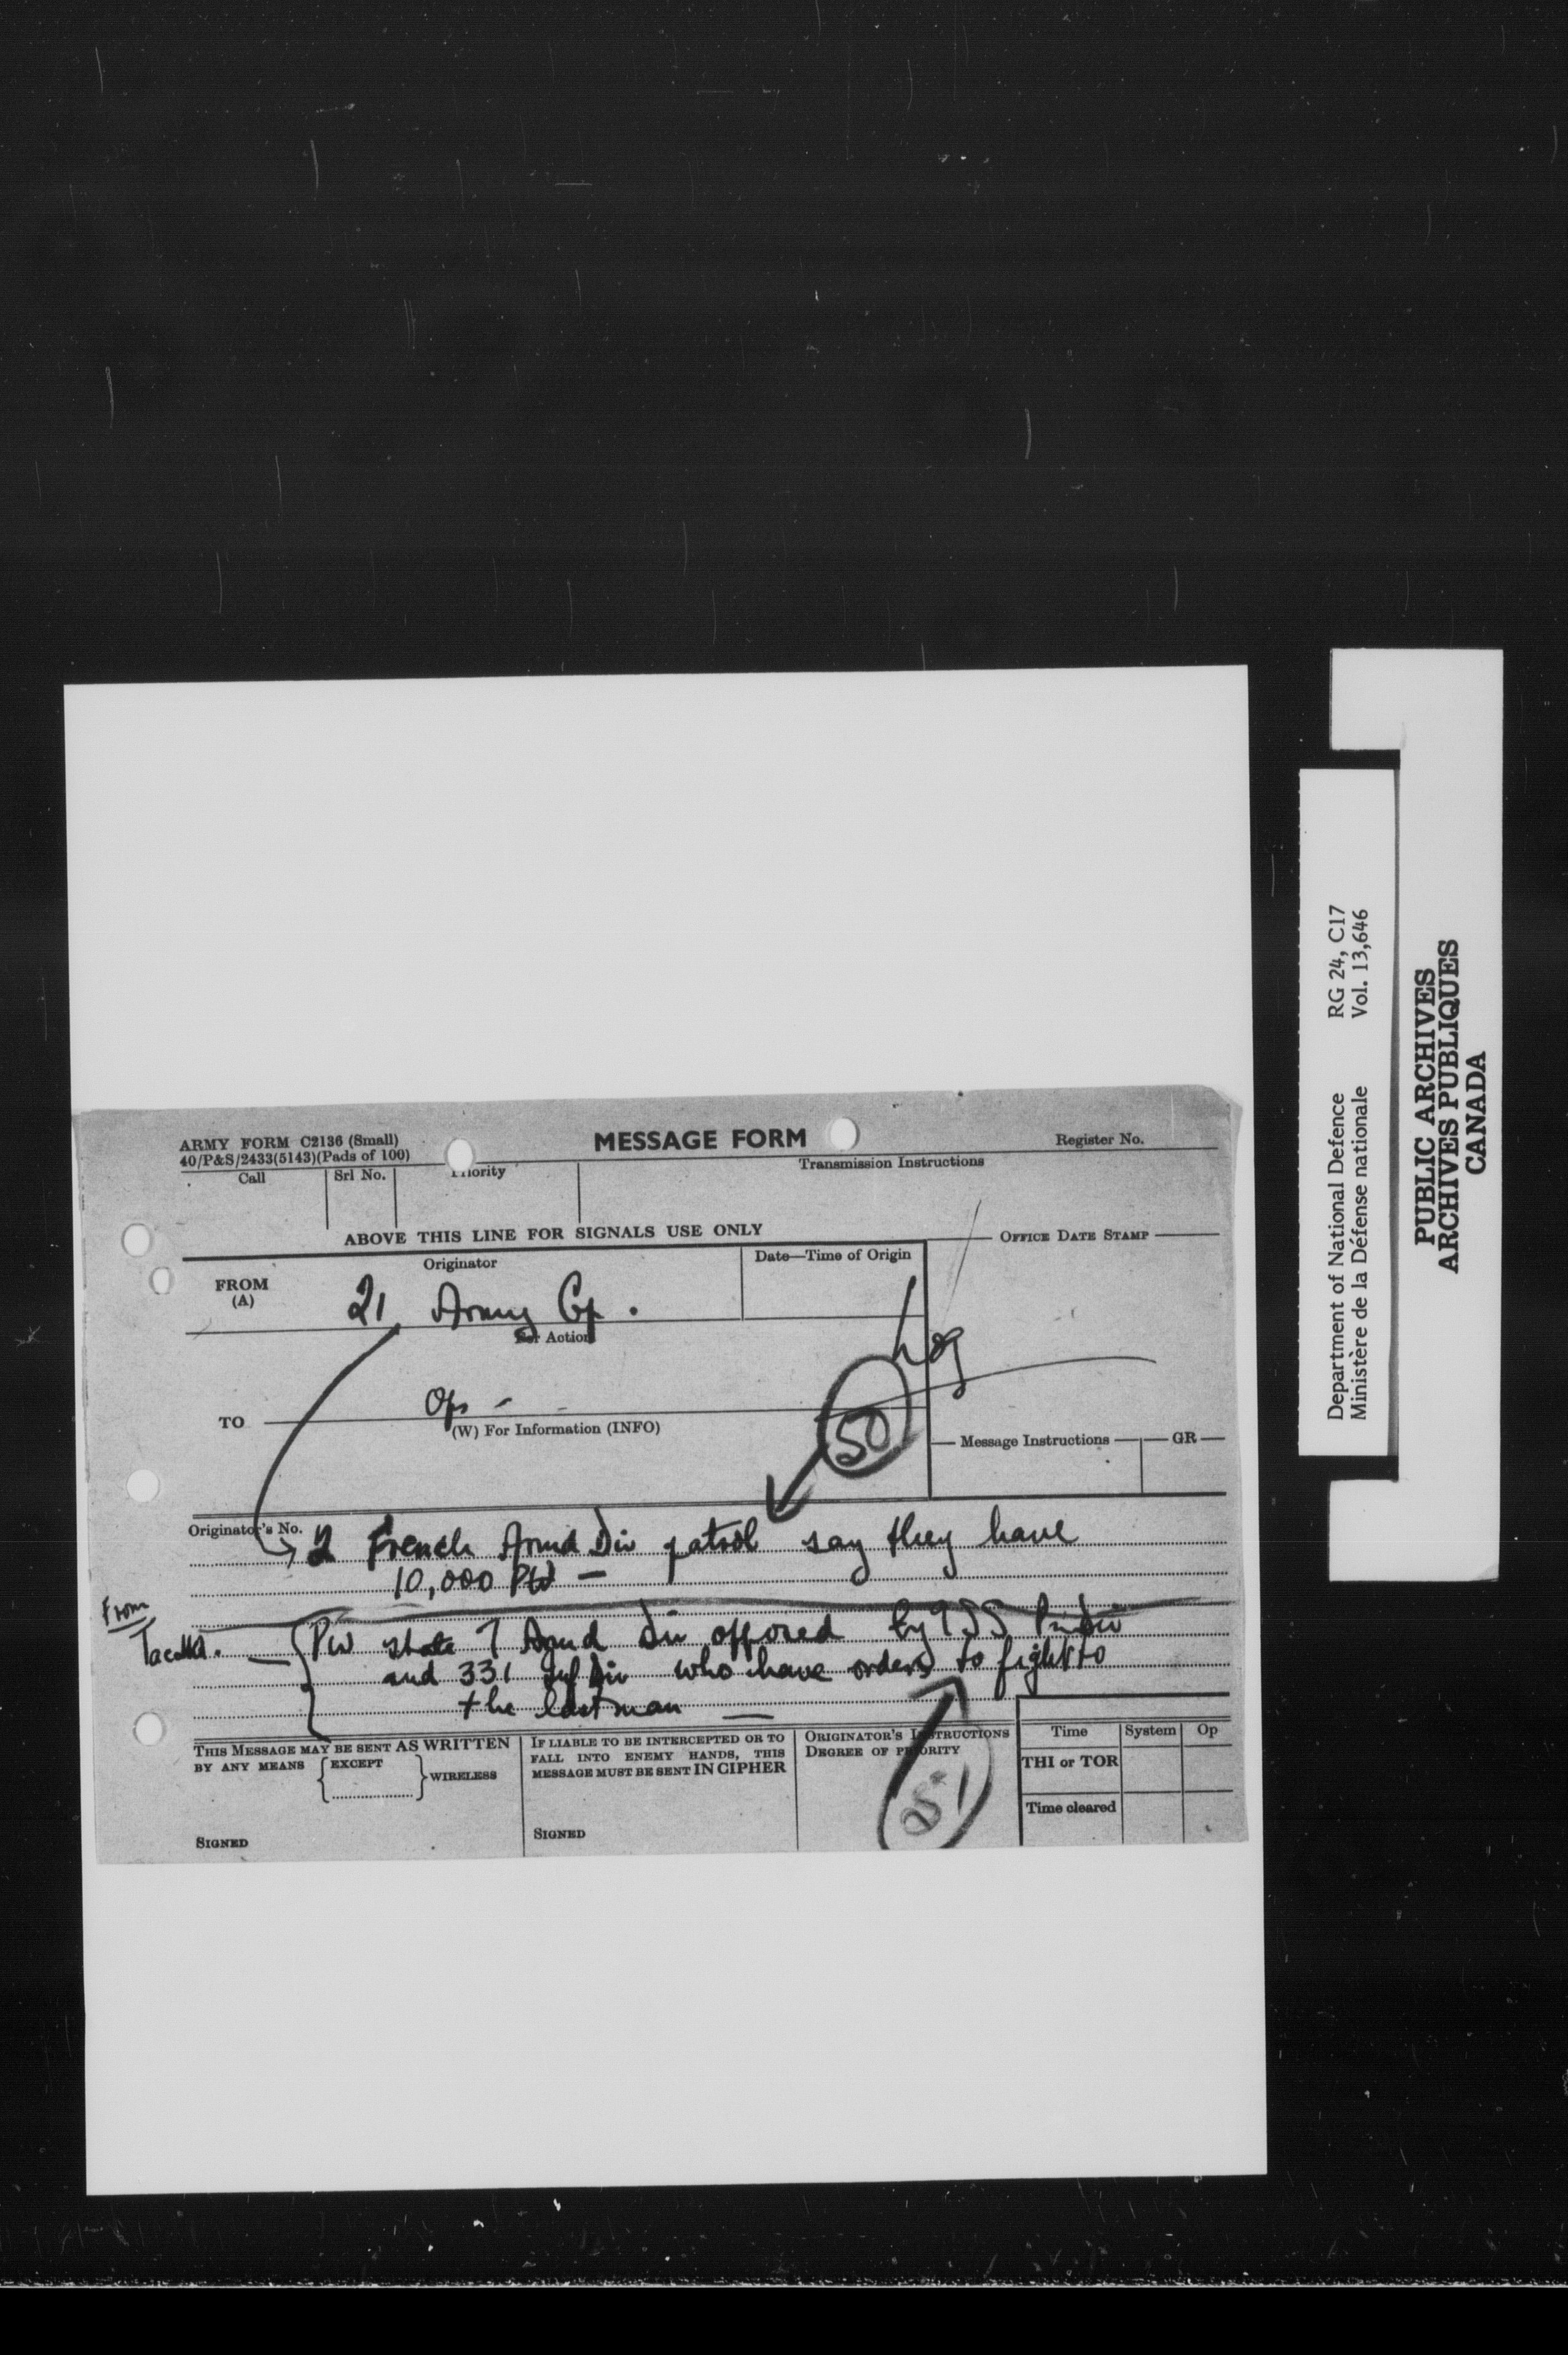 ARMY FORM C2136 (Small)
40/P&S/2433(5143)(Pads of 100)
MESSAGE FORM
Register No.
Call
Srl No.
Priority
Transmission Instructions
ABOVE THIS LINE FOR SIGNALS USE ONLY
OFFICE DATE STAMP
FROM
(A)
Originator
Date—Time of Origin
21 Army Gp.
For Action
Log
TO
Ops -
50
(W) For Information (INFO)
Message Instructions
GR
Originator's No.
2 French Armd Div patrol say they have
10,000 PW —
From
Tac
PW state 7 Armd Div opposed by 9 SS Pz Div
and 331 Inf Div who have orders to fight to
the last man —
THIS MESSAGE MAY BE SENT AS WRITTEN
BY ANY MEANS { EXCEPT } WIRELESS
SIGNED
IF LIABLE TO BE INTERCEPTED OR TO
FALL INTO ENEMY HANDS, THIS
MESSAGE MUST BE SENT IN CIPHER
SIGNED
ORIGINATOR'S INSTRUCTIONS
DEGREE OF PRIORITY
51
Time
System
Op
THI or TOR
Time cleared
Department of National Defence RG 24, C17
Ministère de la Défense nationale Vol. 13,646
PUBLIC ARCHIVES
ARCHIVES PUBLIQUES
CANADA